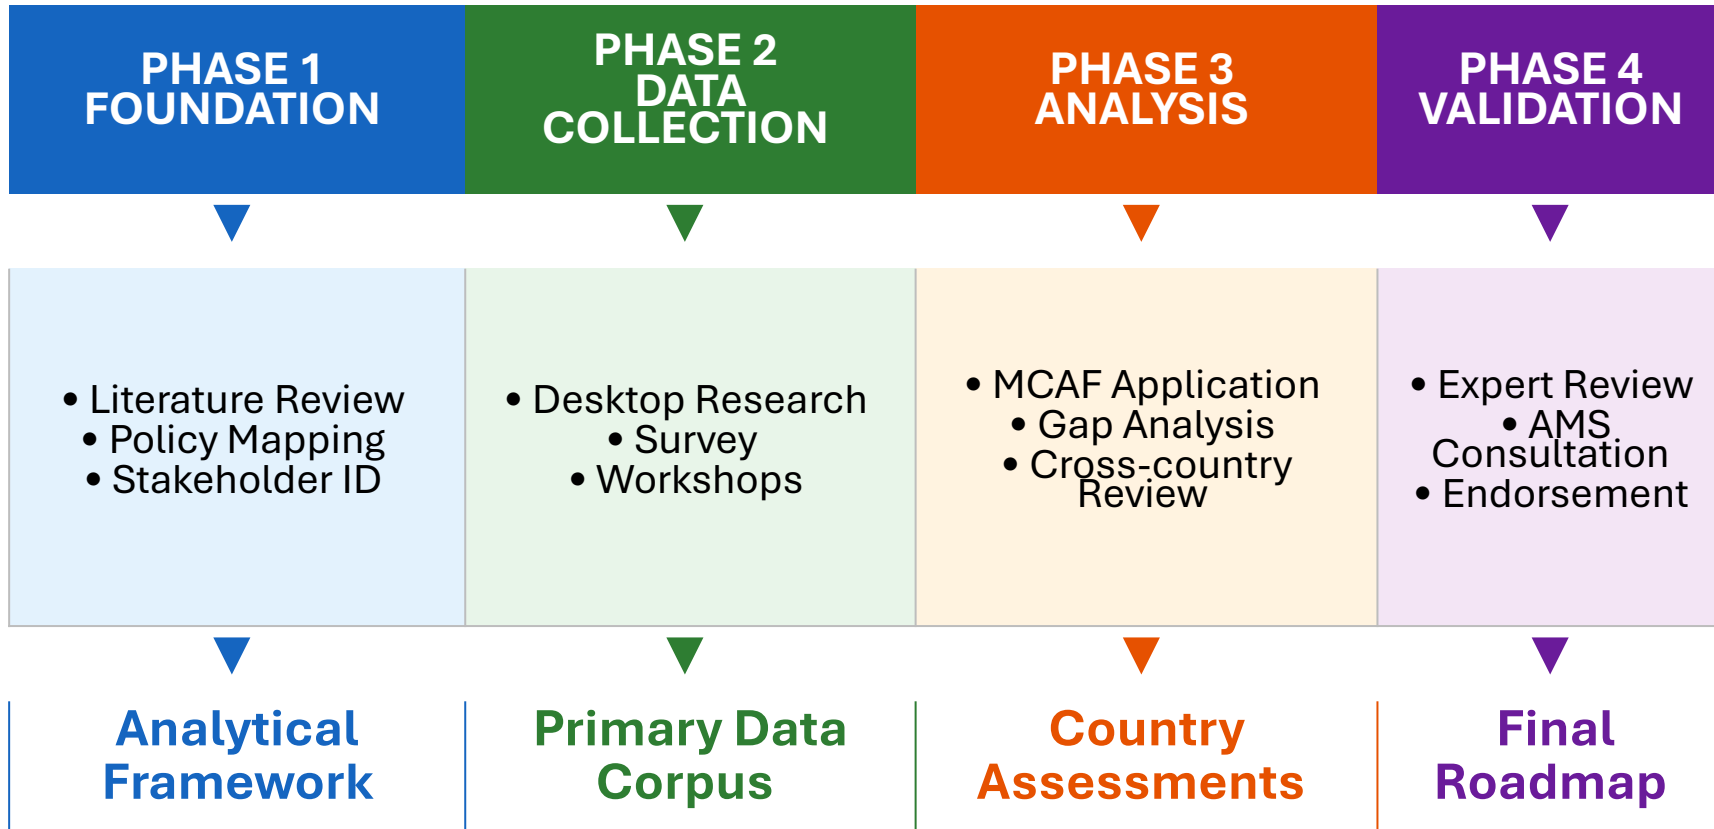 PHASE 1
FOUNDATION
PHASE 2
DATA
COLLECTION
PHASE 3
ANALYSIS
PHASE 4
VALIDATION
• Literature Review
• Policy Mapping
• Stakeholder ID
• Desktop Research
• Survey
• Workshops
• MCAF Application
• Gap Analysis
• Cross-country
Review
• Expert Review
• AMS
Consultation
• Endorsement
Analytical
Framework
Primary Data
Corpus
Country
Assessments
Final
Roadmap